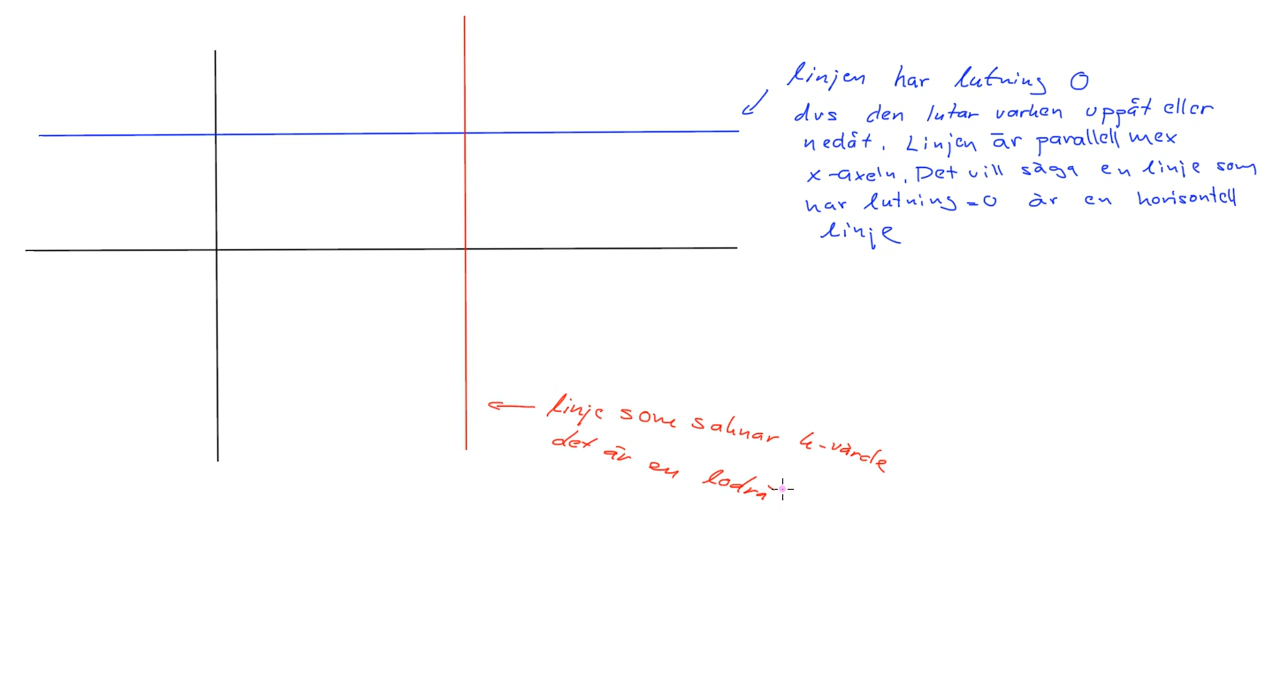 linjen har lutning 0
dvs den lutar varken uppåt eller
nedåt. Linjen är parallell mex
x-axeln. Det vill säga en linje som
har lutning=0 är en horisontell
linje
linje som saknar k-värde
det är en lodrä